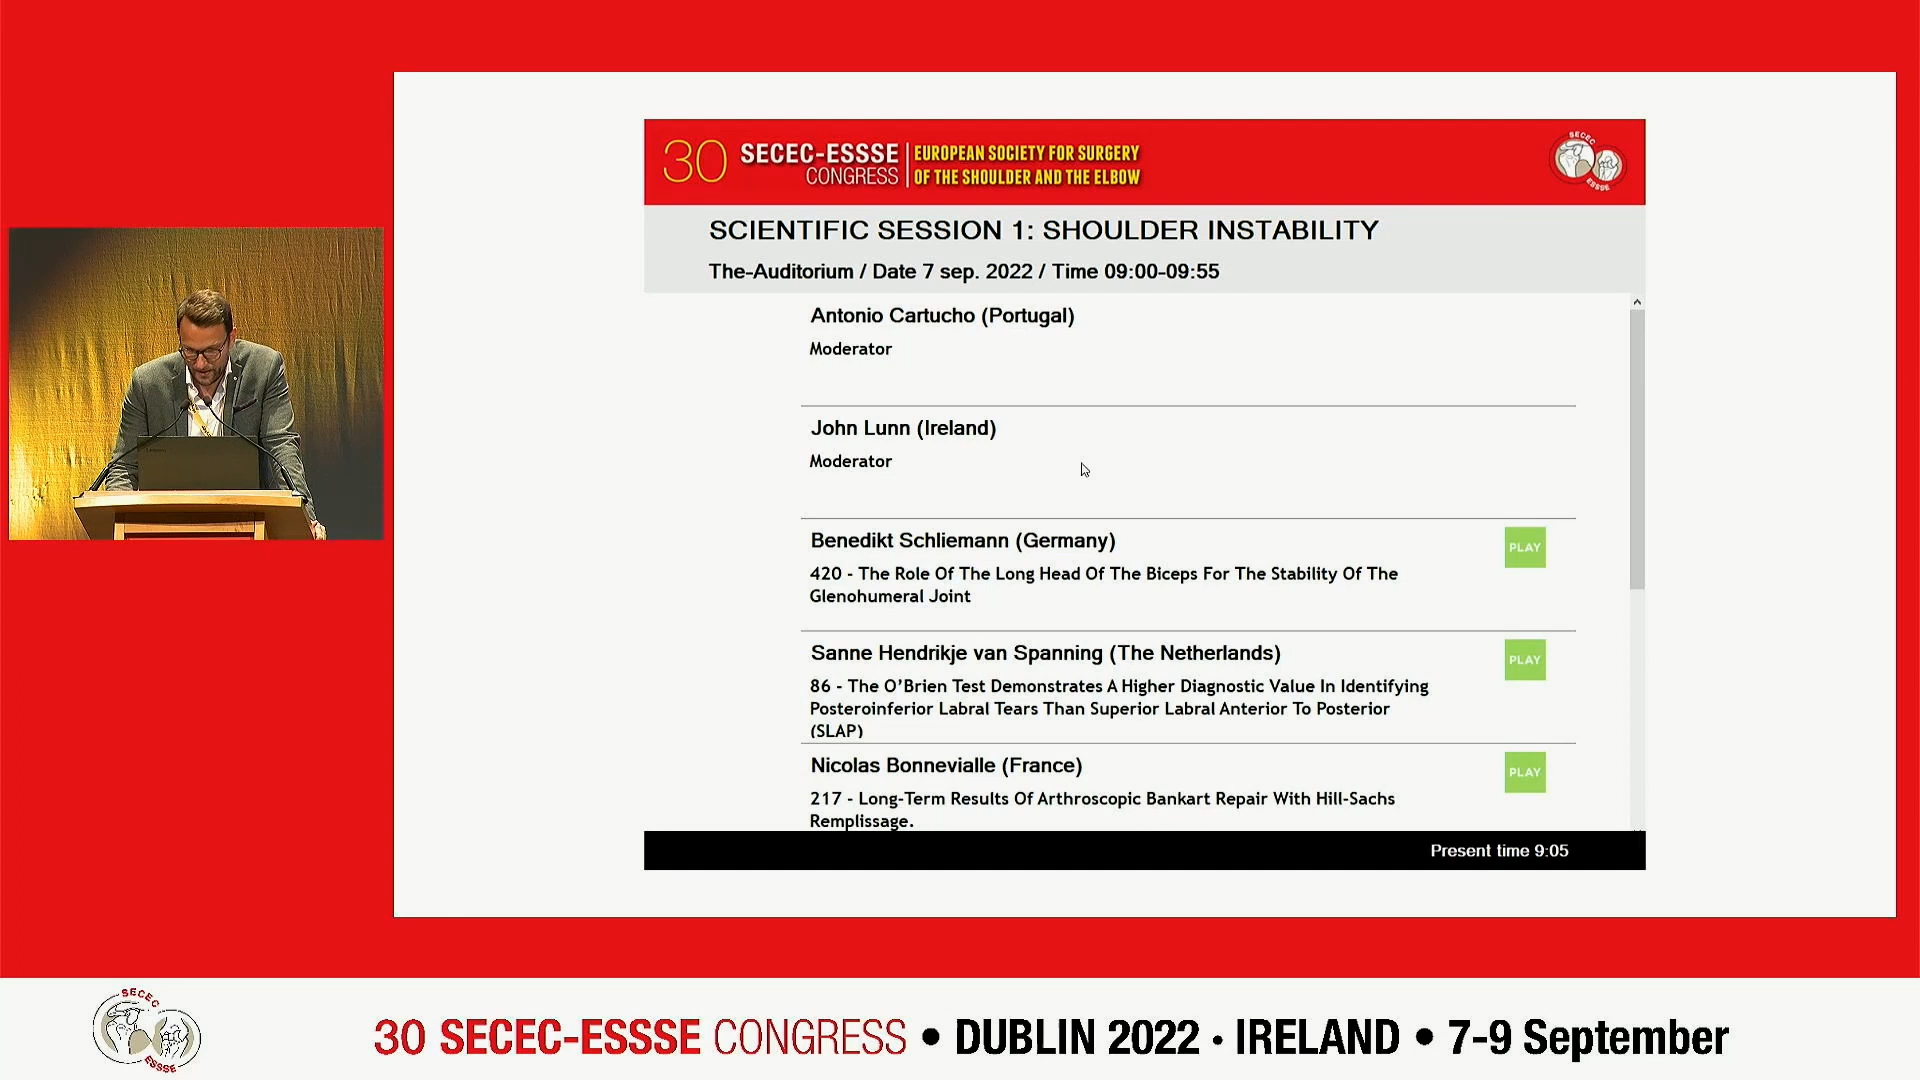 30 SECEC-ESSSE CONGRESS
EUROPEAN SOCIETY FOR SURGERY
OF THE SHOULDER AND THE ELBOW
SECEC
ESSSE
SCIENTIFIC SESSION 1: SHOULDER INSTABILITY
The-Auditorium / Date 7 sep. 2022 / Time 09:00-09:55
Antonio Cartucho (Portugal)
Moderator
John Lunn (Ireland)
Moderator
Benedikt Schliemann (Germany)
PLAY
420 - The Role Of The Long Head Of The Biceps For The Stability Of The
Glenohumeral Joint
Sanne Hendrikje van Spanning (The Netherlands)
PLAY
86 - The O’Brien Test Demonstrates A Higher Diagnostic Value In Identifying
Posteroinferior Labral Tears Than Superior Labral Anterior To Posterior
(SLAP)
Nicolas Bonnevialle (France)
PLAY
217 - Long-Term Results Of Arthroscopic Bankart Repair With Hill-Sachs
Remplissage.
Present time 9:05
SECEC
ESSSE
30 SECEC-ESSSE CONGRESS • DUBLIN 2022 • IRELAND • 7-9 September